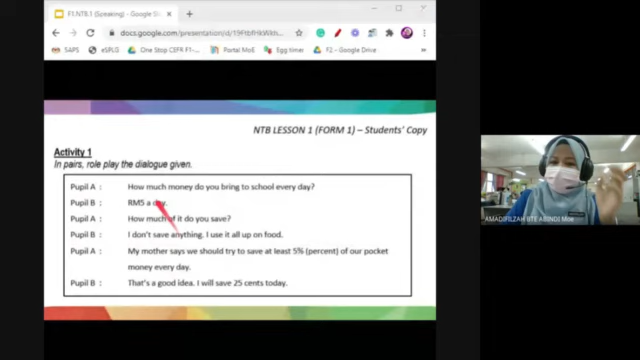 F1.NTB.1 (Speaking) - Google Sli
docs.google.com/presentation/d/
SAPS eSPLG One Stop CEFR F1-T... Portal MoE Egg timer F2. - Google Drive
NTB LESSON 1 (FORM 1) – Students' Copy
Activity 1
In pairs, role play the dialogue given.
Pupil A : How much money do you bring to school every day?
Pupil B : RM5 a day.
Pupil A : How much of it do you save?
Pupil B : I don't save anything. I use it all up on food.
Pupil A : My mother says we should try to save at least 5% (percent) of our pocket
money every day.
Pupil B : That's a good idea. I will save 25 cents today.
AMADIFILZAH BTE ARINDI Moe